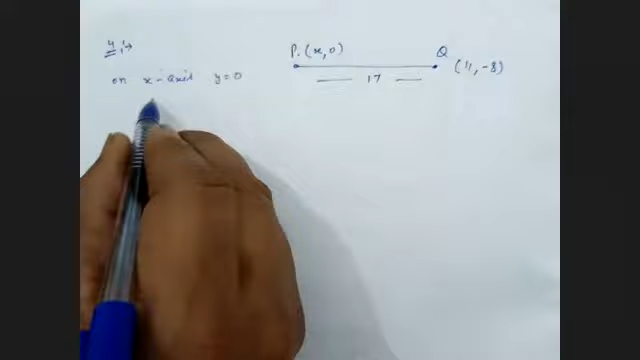 4 i→
P. (x, 0) Q
on x-axis y=0
17
(11, -8)